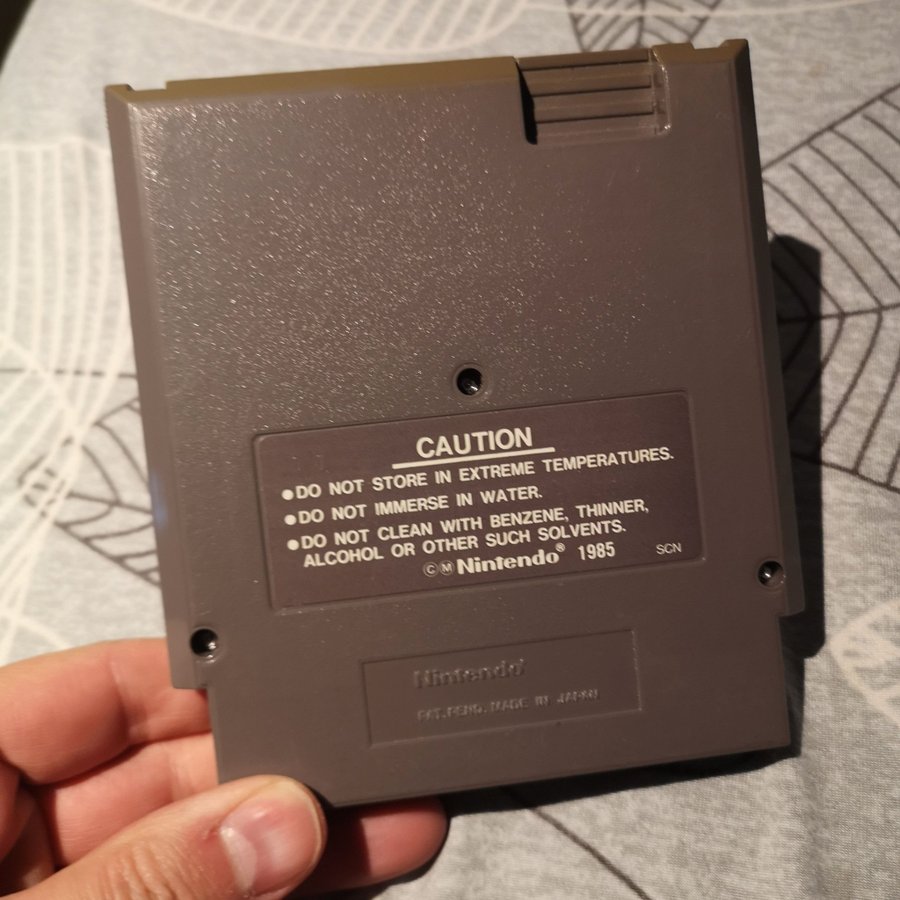 CAUTION
●DO NOT STORE IN EXTREME TEMPERATURES.
●DO NOT IMMERSE IN WATER.
●DO NOT CLEAN WITH BENZENE, THINNER,
ALCOHOL OR OTHER SUCH SOLVENTS.
©Ⓜ Nintendo® 1985 SCN
Nintendo®
PAT. PEND. MADE IN JAPAN